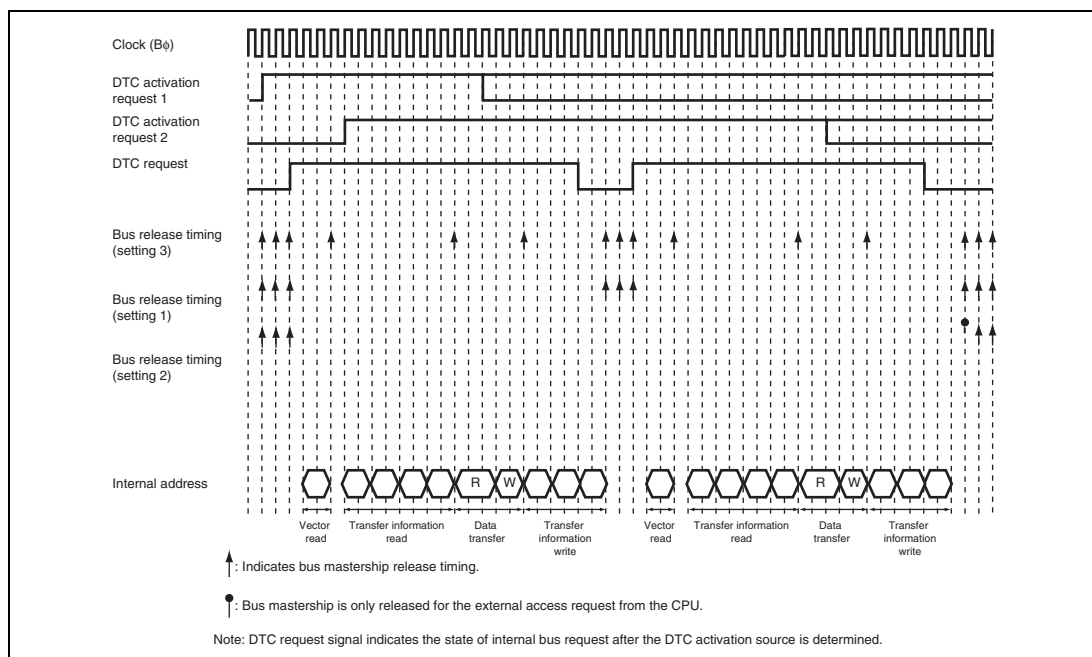 Clock (Bϕ)
DTC activation
request 1
DTC activation
request 2
DTC request
Bus release timing
(setting 3)
Bus release timing
(setting 1)
Bus release timing
(setting 2)
Internal address
R
W
R
W
Vector
read
Transfer information
read
Data
transfer
Transfer
information
write
Vector
read
Transfer information
read
Data
transfer
Transfer
information
write
: Indicates bus mastership release timing.
: Bus mastership is only released for the external access request from the CPU.
Note: DTC request signal indicates the state of internal bus request after the DTC activation source is determined.